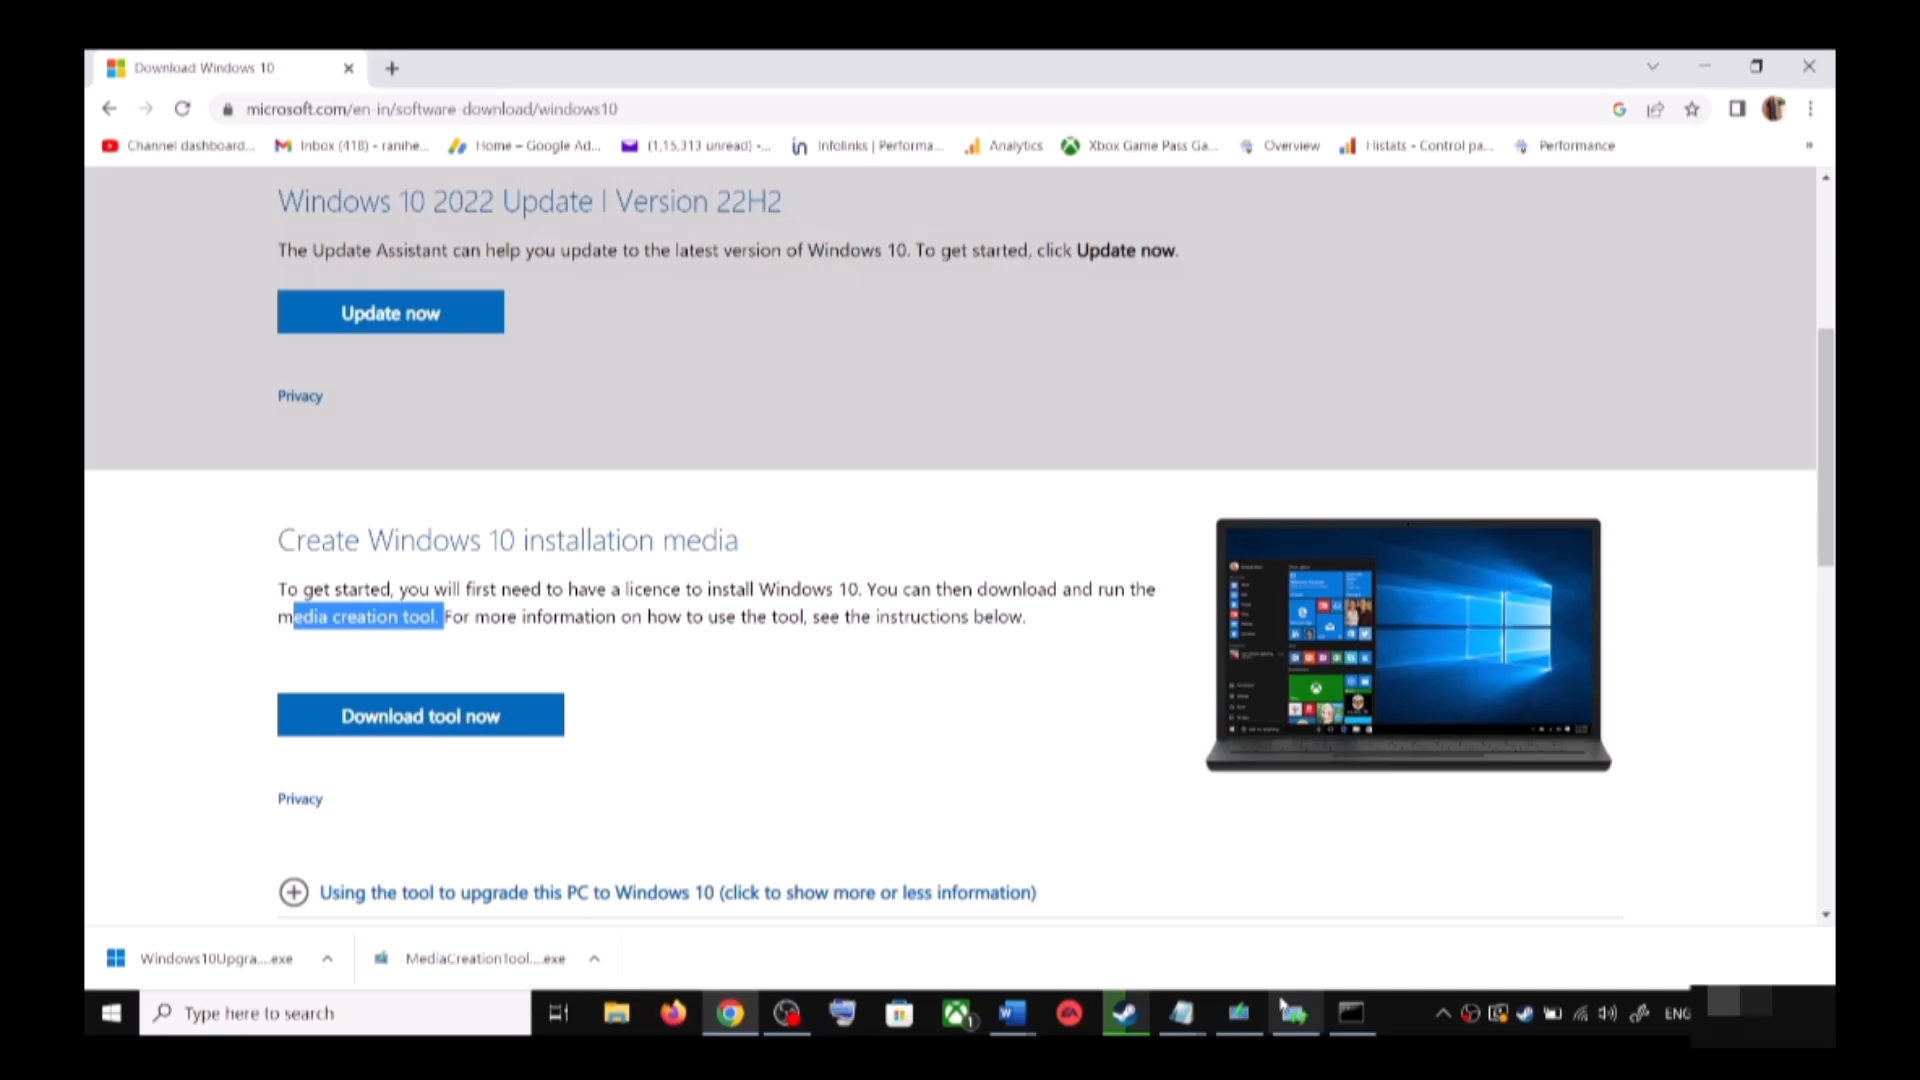 Download Windows 10
microsoft.com/en-in/software-download/windows10
Channel dashboard... Inbox (418) - ranihe... Home – Google Ad... (1,15,313 unread) -... Infolinks | Performa... Analytics Xbox Game Pass Ga... Overview Histats - Control pa... Performance »
Windows 10 2022 Update | Version 22H2
The Update Assistant can help you update to the latest version of Windows 10. To get started, click Update now.
Update now
Privacy
Create Windows 10 installation media
To get started, you will first need to have a licence to install Windows 10. You can then download and run the
media creation tool. For more information on how to use the tool, see the instructions below.
Download tool now
Privacy
Using the tool to upgrade this PC to Windows 10 (click to show more or less information)
Windows10Upgra....exe MediaCreationTool....exe
Type here to search
ENG